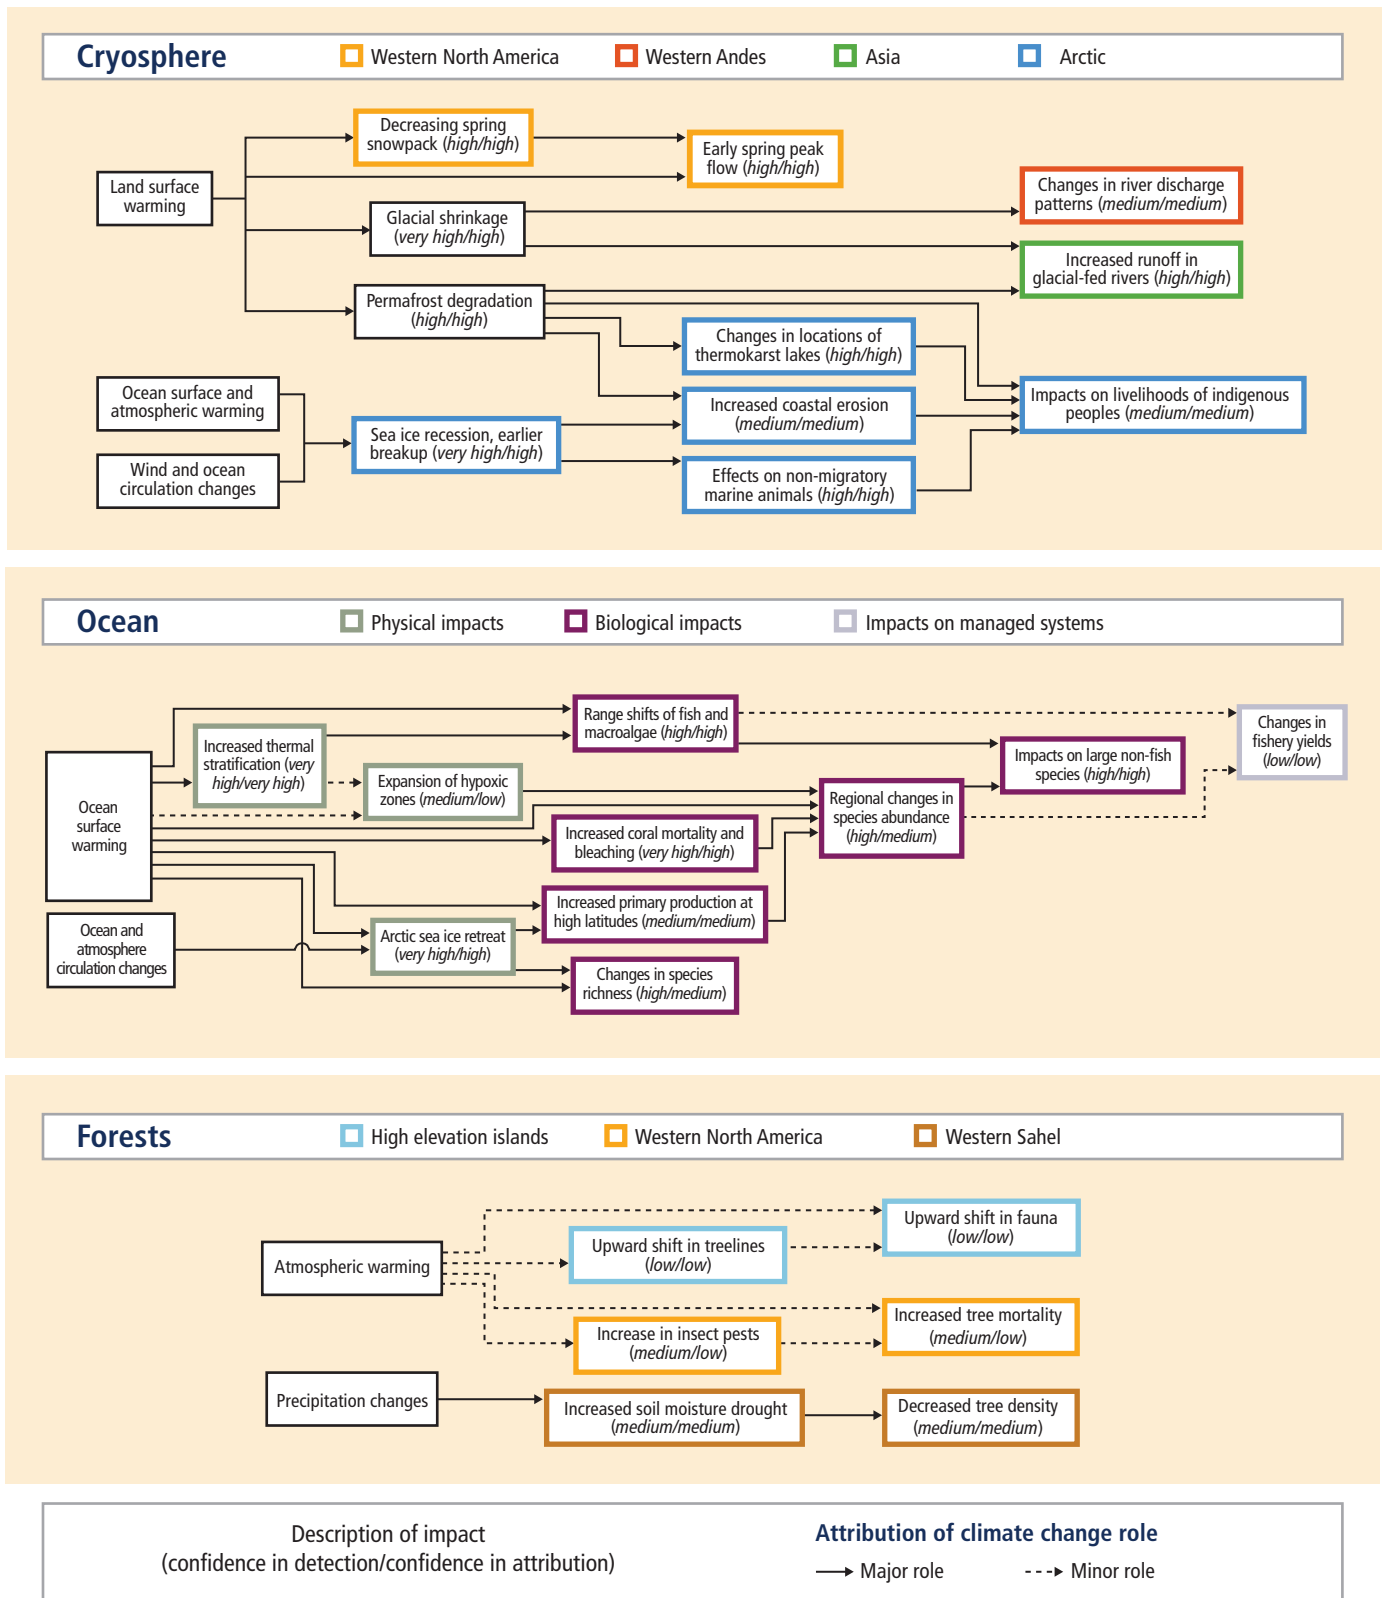 Cryosphere
Western North America
Western Andes
Asia
Arctic
Decreasing spring
snowpack (high/high)
Early spring peak
flow (high/high)
Land surface
warming
Changes in river discharge
patterns (medium/medium)
Glacial shrinkage
(very high/high)
Increased runoff in
glacial-fed rivers (high/high)
Permafrost degradation
(high/high)
Changes in locations of
thermokarst lakes (high/high)
Ocean surface and
atmospheric warming
Increased coastal erosion
(medium/medium)
Impacts on livelihoods of indigenous
peoples (medium/medium)
Sea ice recession, earlier
breakup (very high/high)
Wind and ocean
circulation changes
Effects on non-migratory
marine animals (high/high)
Ocean
Physical impacts
Biological impacts
Impacts on managed systems
Range shifts of fish and
macroalgae (high/high)
Changes in
fishery yields
(low/low)
Increased thermal
stratification (very
high/very high)
Impacts on large non-fish
species (high/high)
Expansion of hypoxic
zones (medium/low)
Ocean
surface
warming
Regional changes in
species abundance
(high/medium)
Increased coral mortality and
bleaching (very high/high)
Increased primary production at
high latitudes (medium/medium)
Ocean and
atmosphere
circulation changes
Arctic sea ice retreat
(very high/high)
Changes in species
richness (high/medium)
Forests
High elevation islands
Western North America
Western Sahel
Upward shift in fauna
(low/low)
Upward shift in treelines
(low/low)
Atmospheric warming
Increased tree mortality
(medium/low)
Increase in insect pests
(medium/low)
Precipitation changes
Increased soil moisture drought
(medium/medium)
Decreased tree density
(medium/medium)
Description of impact
(confidence in detection/confidence in attribution)
Attribution of climate change role
Major role
Minor role